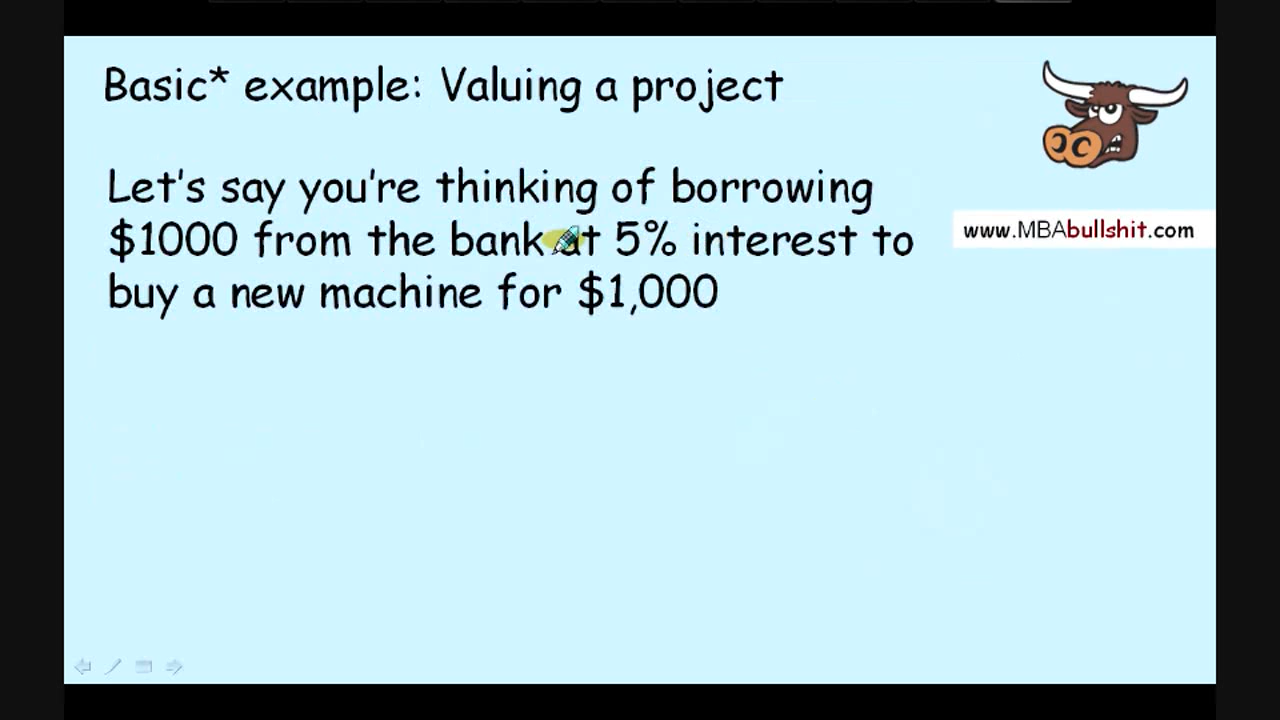 Basic* example: Valuing a project
Let's say you're thinking of borrowing
$1000 from the bank at 5% interest to
buy a new machine for $1,000
www.MBAbullshit.com